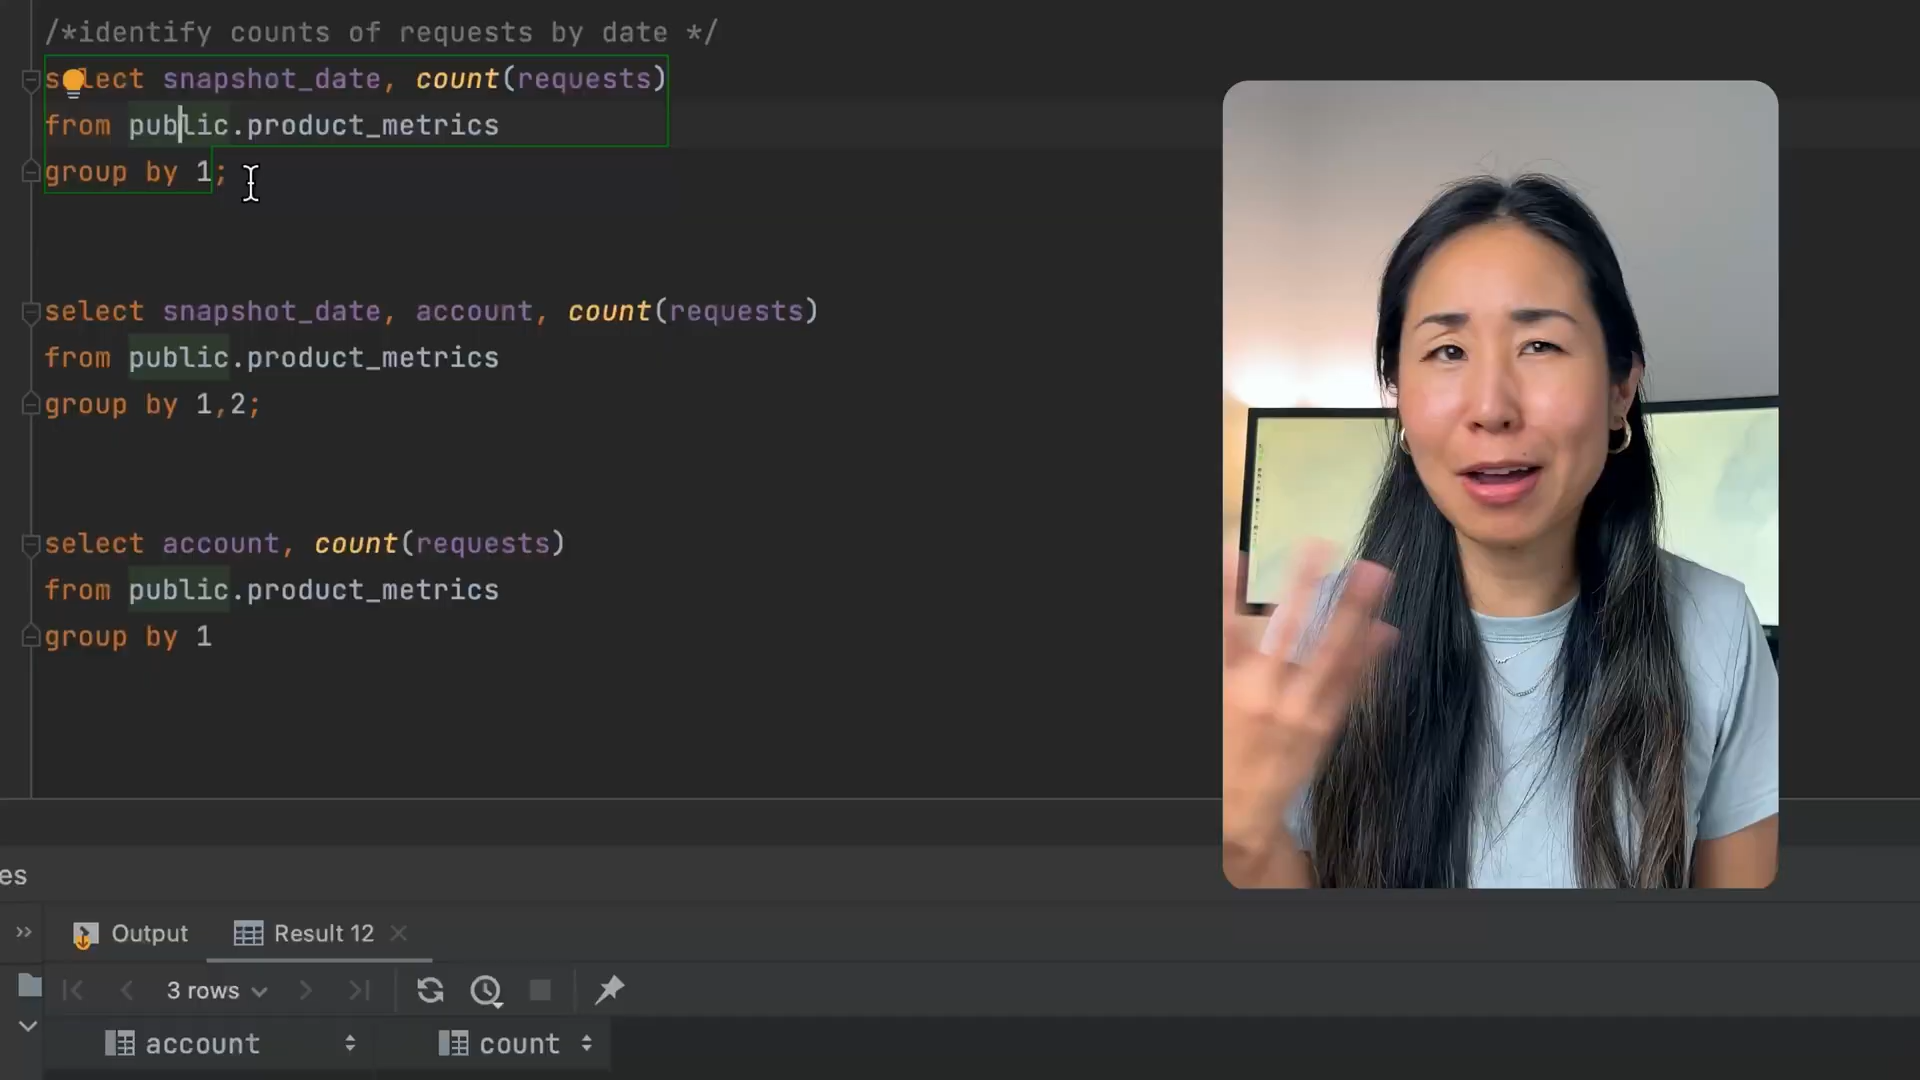 /*identify counts of requests by date */
select snapshot_date, count(requests)
from public.product_metrics
group by 1;
select snapshot_date, account, count(requests)
from public.product_metrics
group by 1,2;
select account, count(requests)
from public.product_metrics
group by 1
es
Output
Result 12
3 rows
account
count